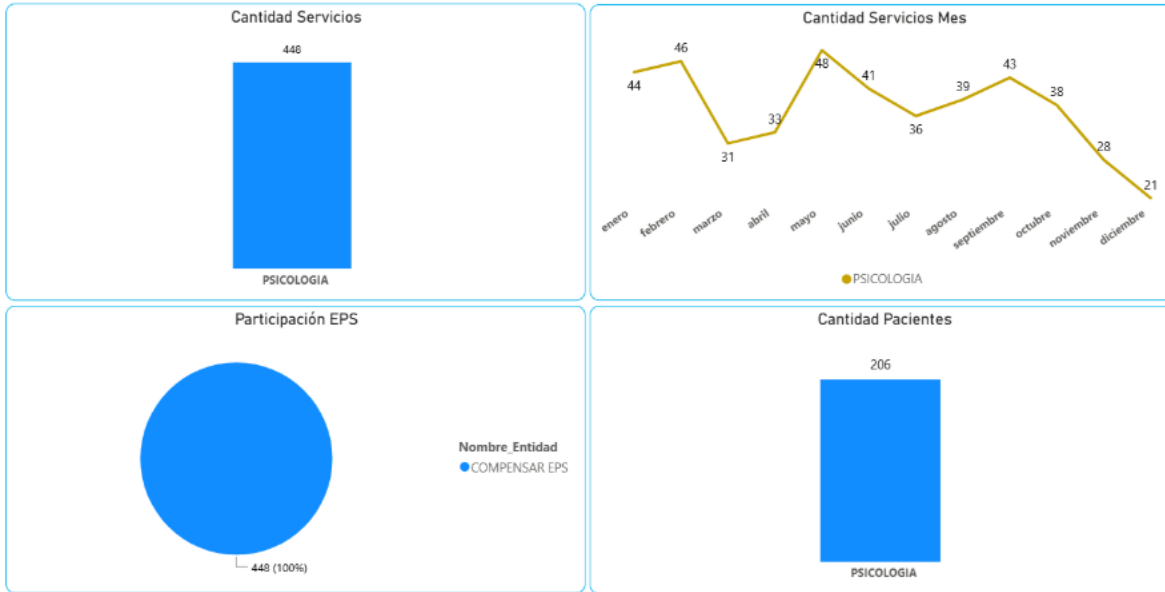 Cantidad Servicios
448
PSICOLOGIA
Cantidad Servicios Mes
44
46
31
33
48
41
36
39
43
38
28
21
enero
febrero
marzo
abril
mayo
junio
julio
agosto
septiembre
octubre
noviembre
diciembre
PSICOLOGIA
Participación EPS
448 (100%)
Nombre_Entidad
COMPENSAR EPS
Cantidad Pacientes
206
PSICOLOGIA